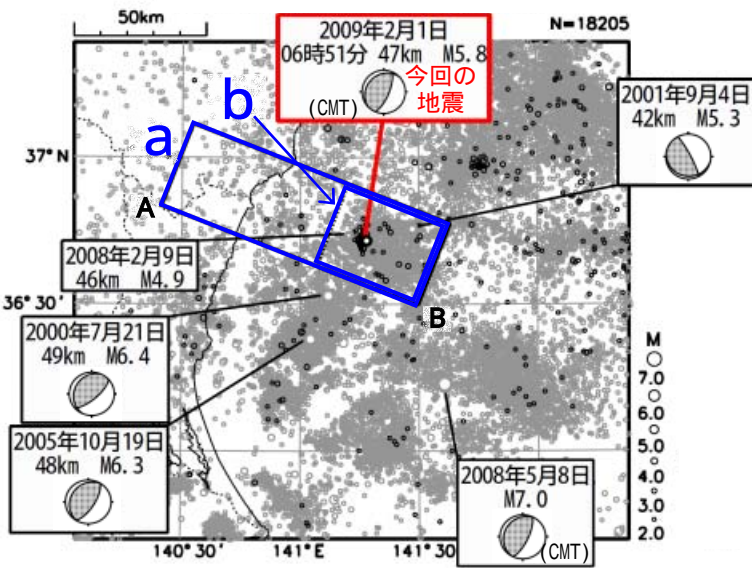 50km
N=18205
2009年2月1日
06時51分 47km M5.8
今回の
地震
(CMT)
2001年9月4日
42km M5.3
b
a
37°N
A
2008年2月9日
46km M4.9
36°30'
B
2000年7月21日
49km M6.4
2005年10月19日
48km M6.3
2008年5月8日
M7.0
(CMT)
M
7.0
6.0
5.0
4.0
3.0
2.0
140°30'
141°E
141°30'